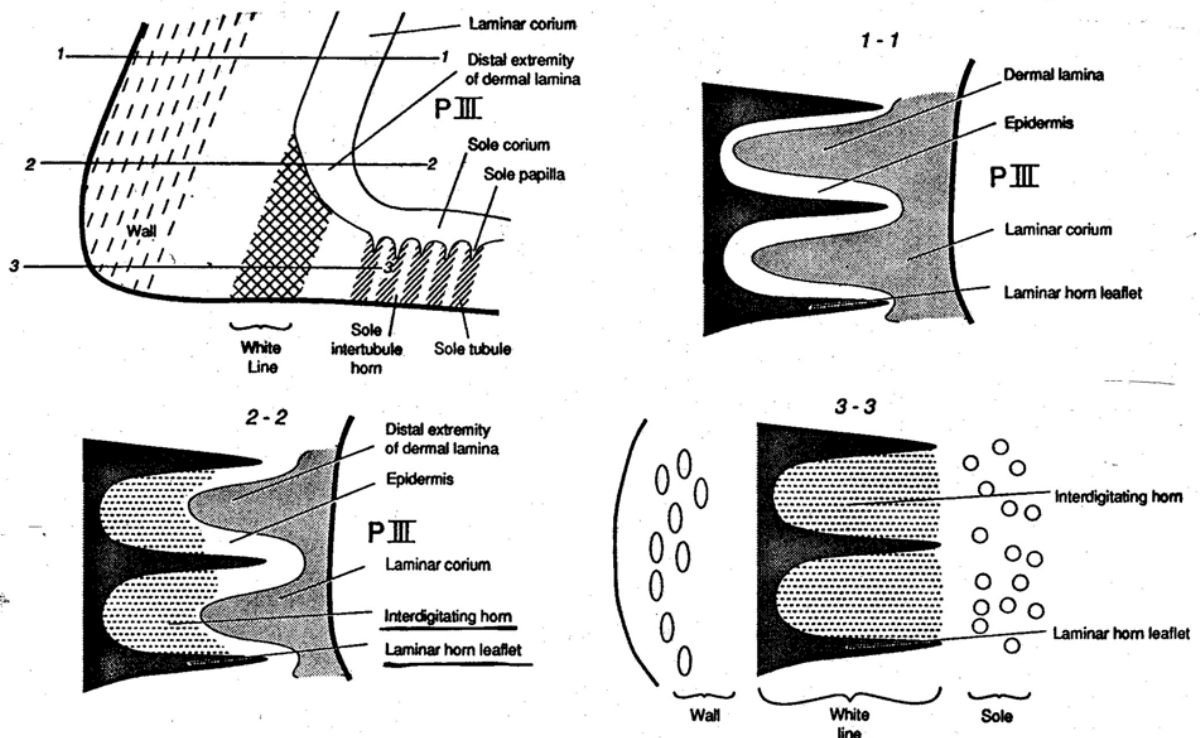 Laminar corium
1
1
Distal extremity
of dermal lamina
P III
2
2
Sole corium
Sole papilla
Wall
3
3
White
Line
Sole
intertubule
horn
Sole tubule
1 - 1
Dermal lamina
Epidermis
P III
Laminar corium
Laminar horn leaflet
2 - 2
Distal extremity
of dermal lamina
Epidermis
P III
Laminar corium
Interdigitating horn
Laminar horn leaflet
3 - 3
Interdigitating horn
Laminar horn leaflet
Wall
White
line
Sole